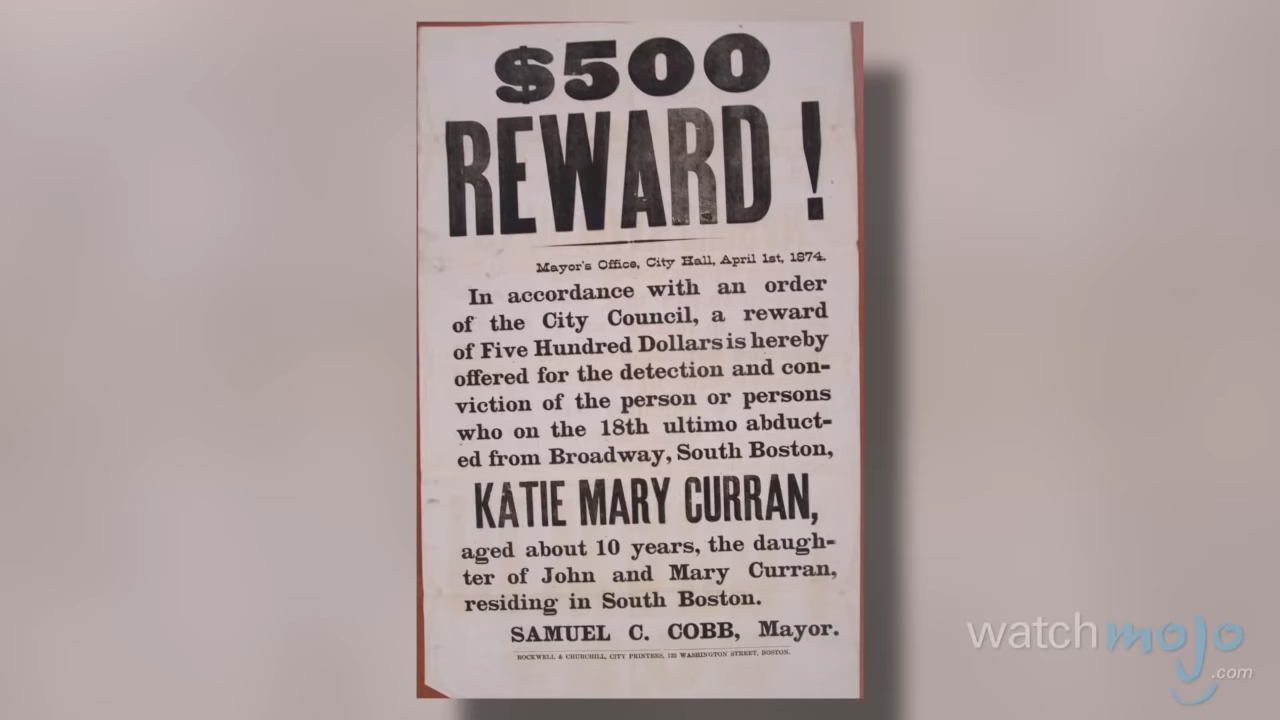 $500
REWARD!
Mayor's Office, City Hall, April 1st, 1874.
In accordance with an order
of the City Council, a reward
of Five Hundred Dollars is hereby
offered for the detection and con-
viction of the person or persons
who on the 18th ultimo abduct-
ed from Broadway, South Boston,
KATIE MARY CURRAN,
aged about 10 years, the daugh-
ter of John and Mary Curran,
residing in South Boston.
SAMUEL C. COBB, Mayor.
ROCKWELL & CHURCHILL, CITY PRINTERS, 122 WASHINGTON STREET, BOSTON.
watchmojo
.com